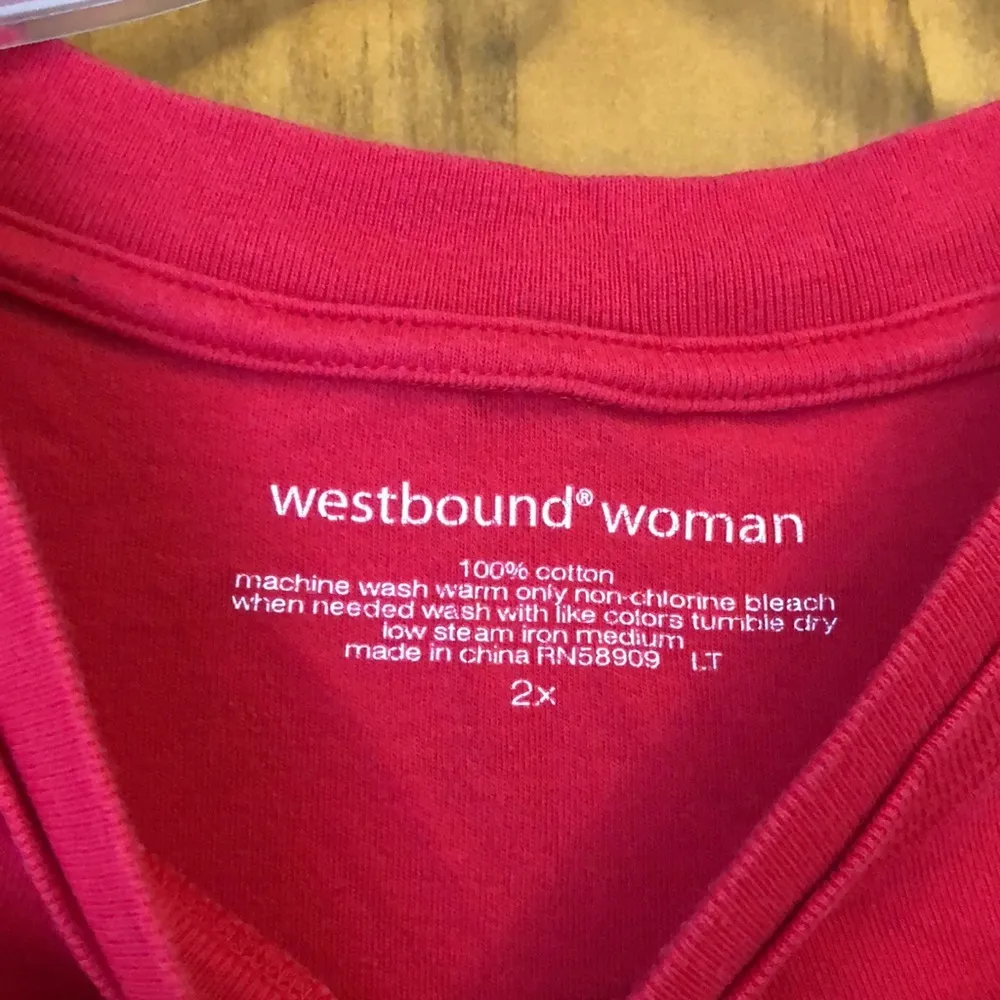 westbound® woman
100% cotton
machine wash warm only non-chlorine bleach
when needed wash with like colors tumble dry
low steam iron medium
made in china RN58909 LT
2x